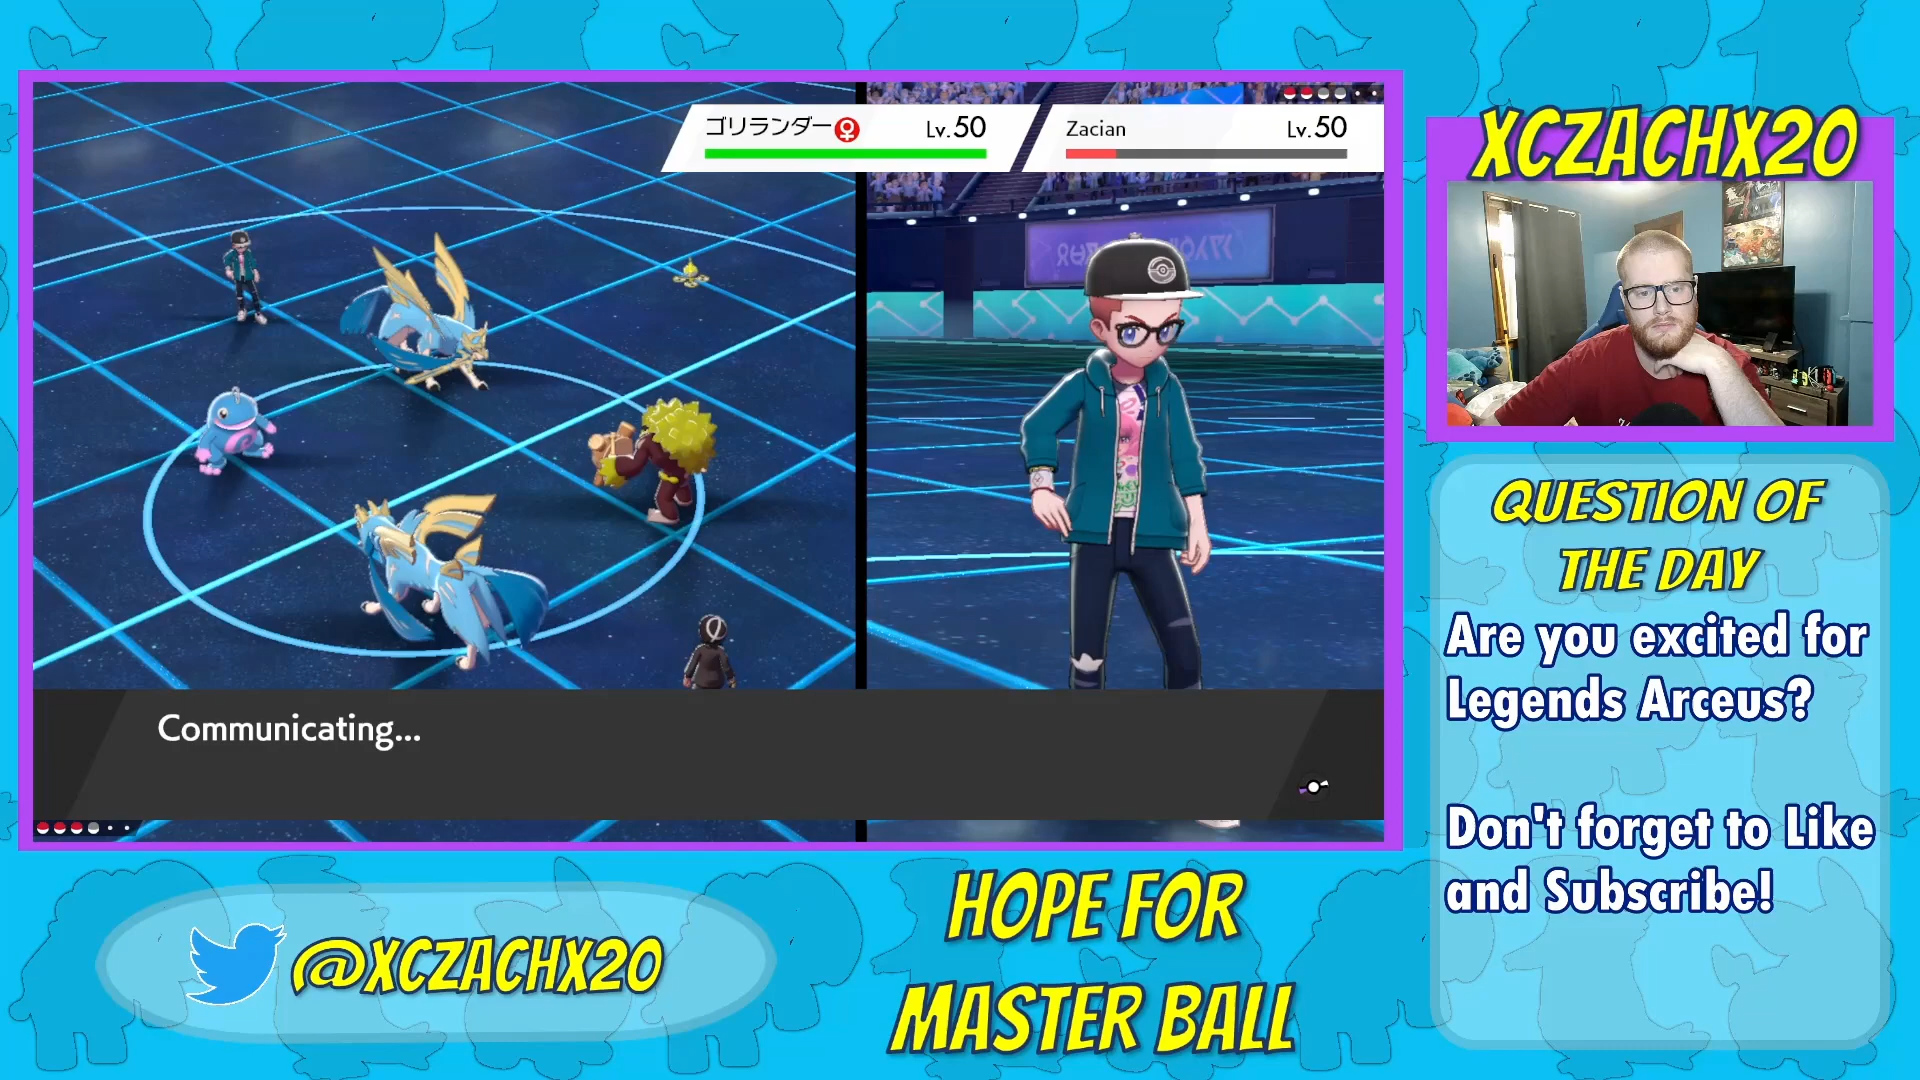 ゴリランダー♀ Lv.50
Zacian Lv.50
Communicating...
XCZACHX20
QUESTION OF
THE DAY
Are you excited for
Legends Arceus?
Don't forget to Like
and Subscribe!
@XCZACHX20
HOPE FOR
MASTER BALL